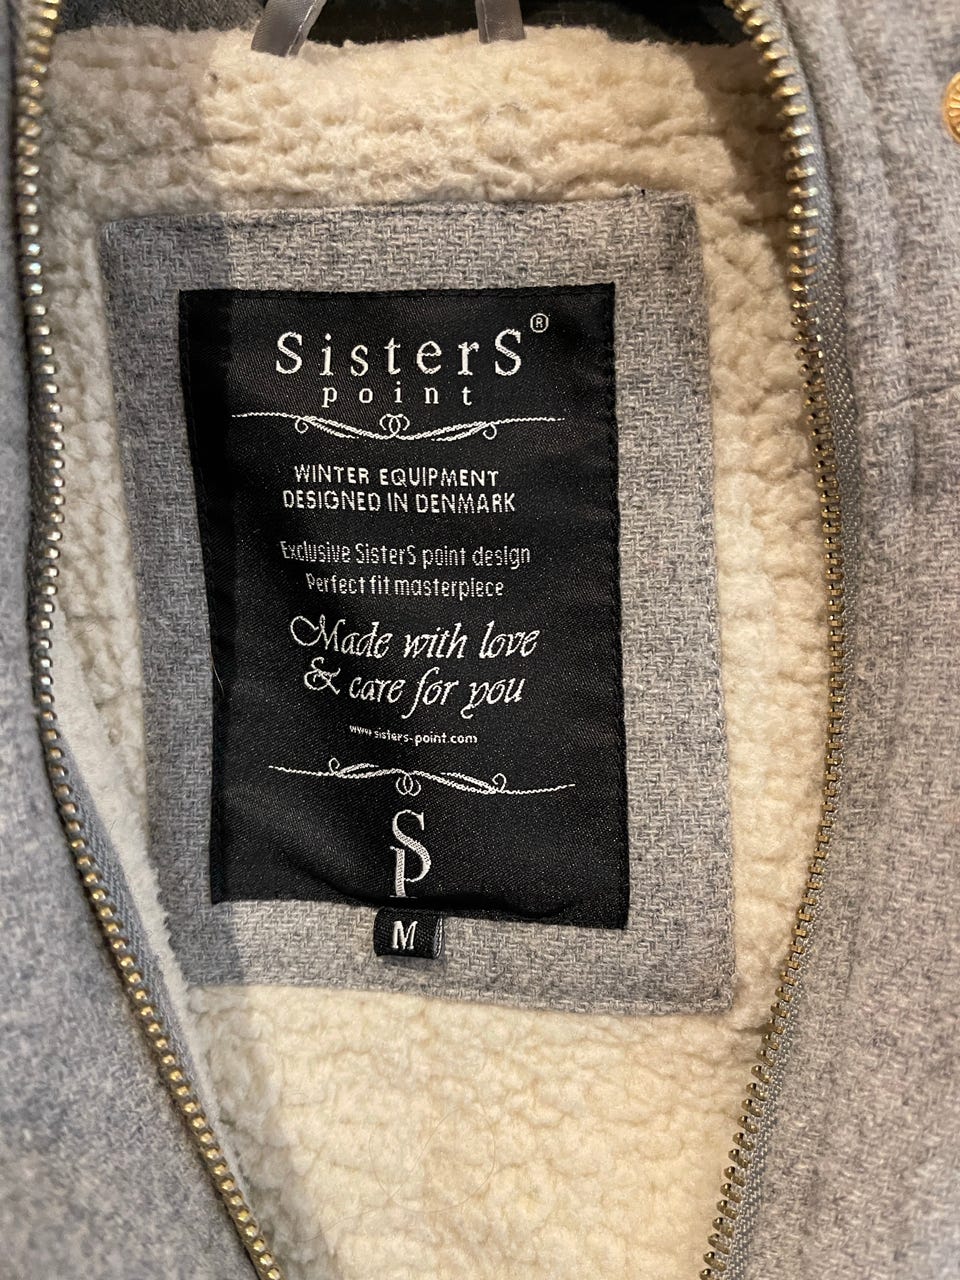 SisterS®
point
WINTER EQUIPMENT
DESIGNED IN DENMARK
Exclusive SisterS point design
Perfect fit masterpiece
Made with love
& care for you
www.sisters-point.com
SP
M